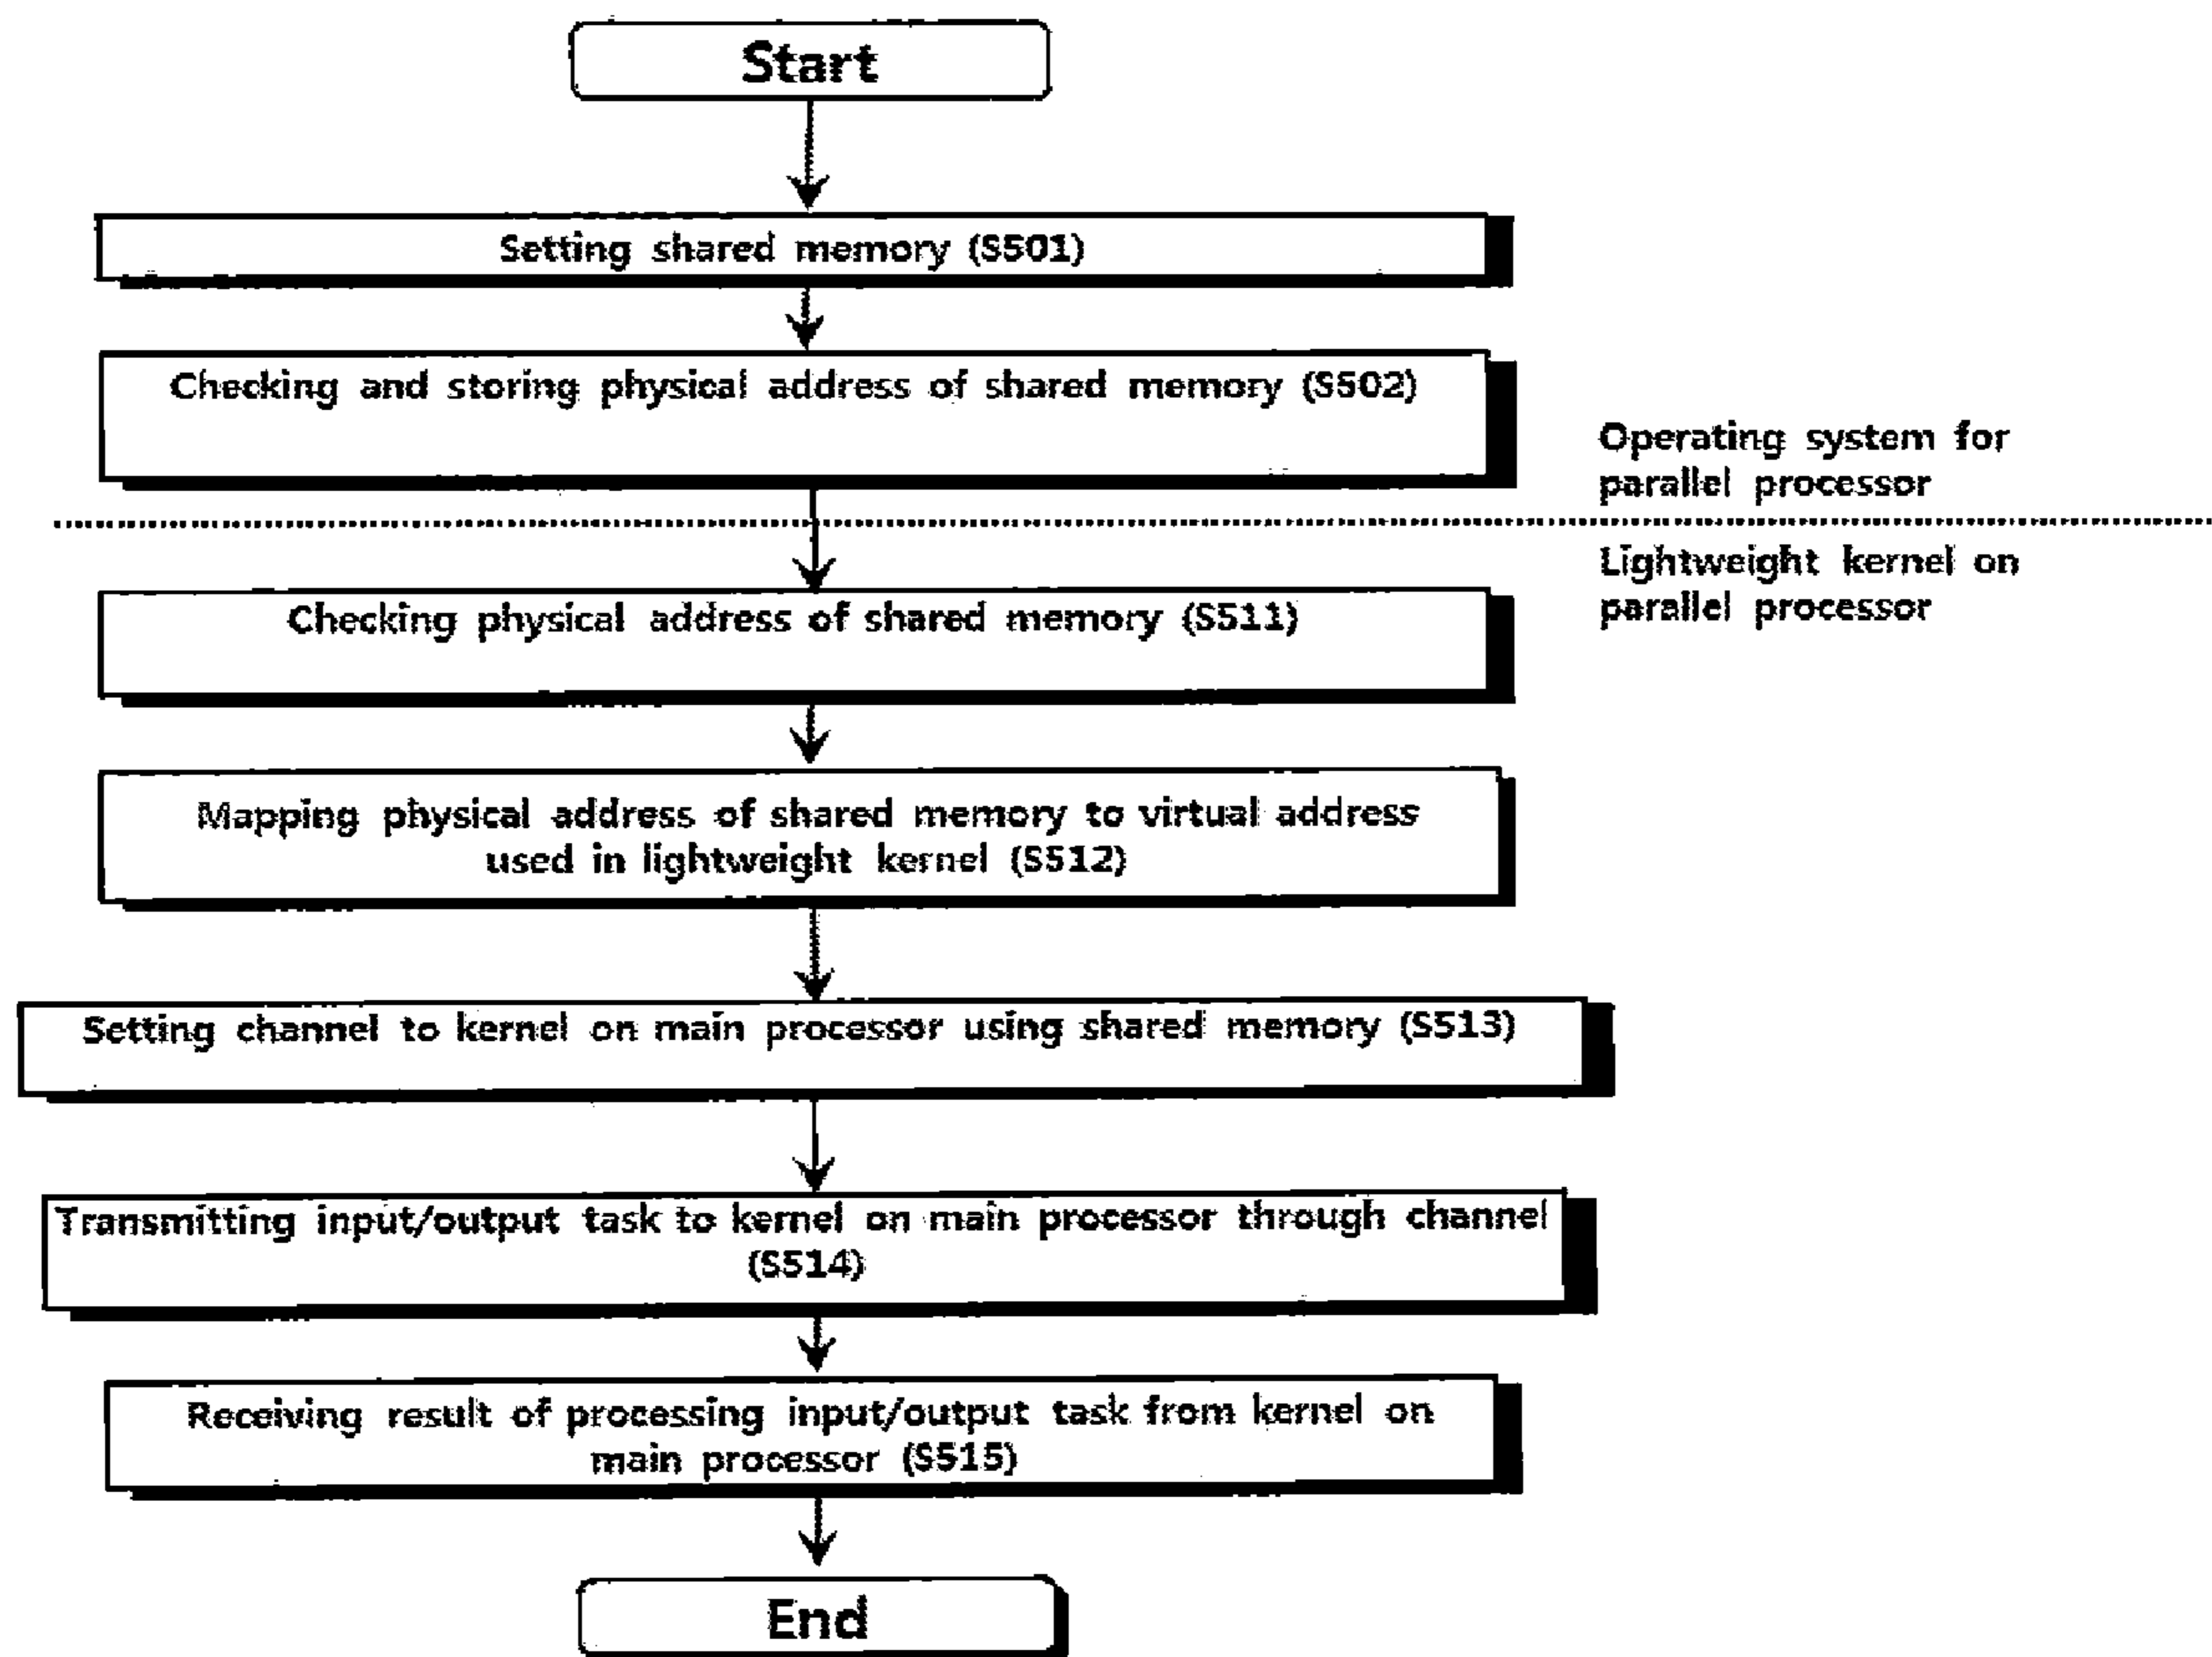 Start
Setting shared memory (S501)
Checking and storing physical address of shared memory (S502)
Operating system for
parallel processor
Lightweight kernel on
parallel processor
Checking physical address of shared memory (S511)
Mapping physical address of shared memory to virtual address
used in lightweight kernel (S512)
Setting channel to kernel on main processor using shared memory (S513)
Transmitting input/output task to kernel on main processor through channel
(S514)
Receiving result of processing input/output task from kernel on
main processor (S515)
End